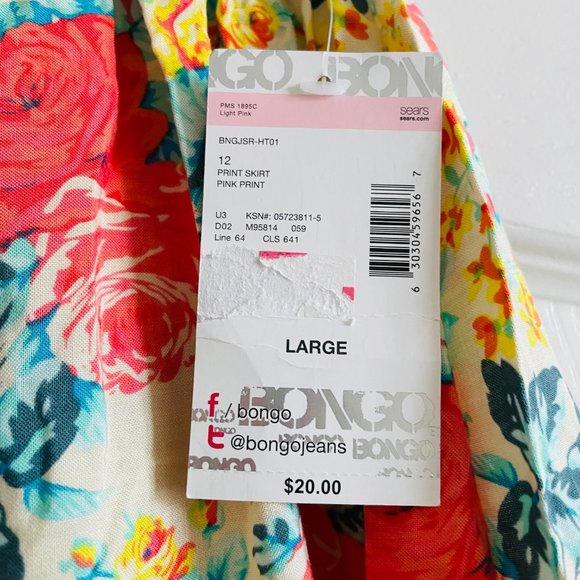 NGO BONGO
PMS 1895C
Light Pink
sears
sears.com
BNGJSR-HT01
12
PRINT SKIRT
PINK PRINT
U3 KSN#: 05723811-5
D02 M95814 059
Line 64 CLS 641
6 30304 59656 7
LARGE
BONGO
f /bongo
BONGO
t @bongojeans
BONGO
BONGO
$20.00